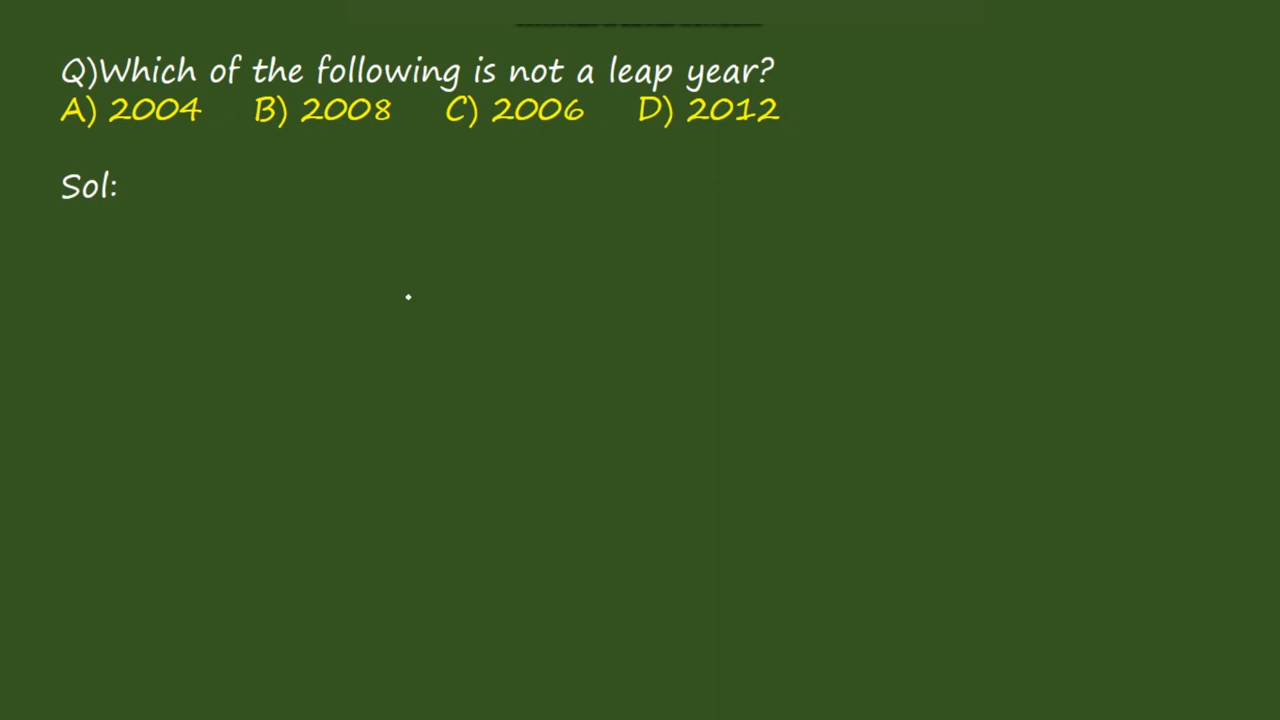 Q)Which of the following is not a leap year?
A) 2004 B) 2008 C) 2006 D) 2012
Sol: